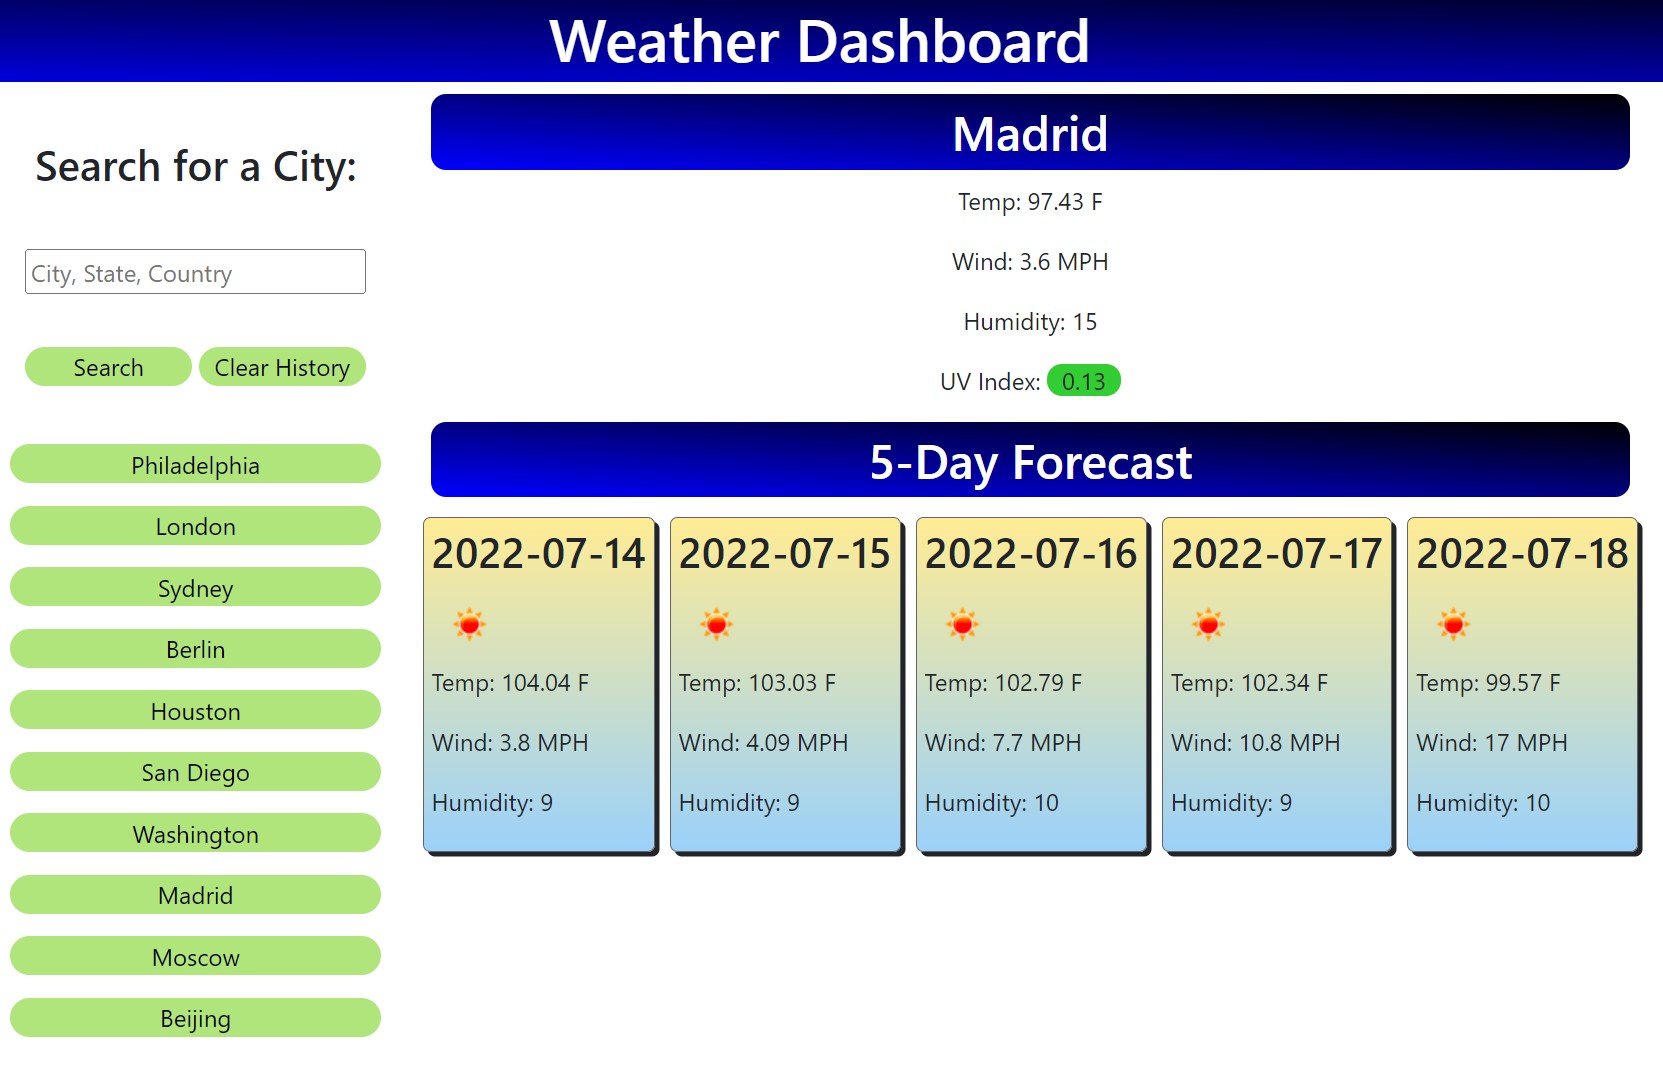 Weather Dashboard
Search for a City:
City, State, Country
Search
Clear History
Philadelphia
London
Sydney
Berlin
Houston
San Diego
Washington
Madrid
Moscow
Beijing
Madrid
Temp: 97.43 F
Wind: 3.6 MPH
Humidity: 15
UV Index: 0.13
5-Day Forecast
2022-07-14
Temp: 104.04 F
Wind: 3.8 MPH
Humidity: 9
2022-07-15
Temp: 103.03 F
Wind: 4.09 MPH
Humidity: 9
2022-07-16
Temp: 102.79 F
Wind: 7.7 MPH
Humidity: 10
2022-07-17
Temp: 102.34 F
Wind: 10.8 MPH
Humidity: 9
2022-07-18
Temp: 99.57 F
Wind: 17 MPH
Humidity: 10